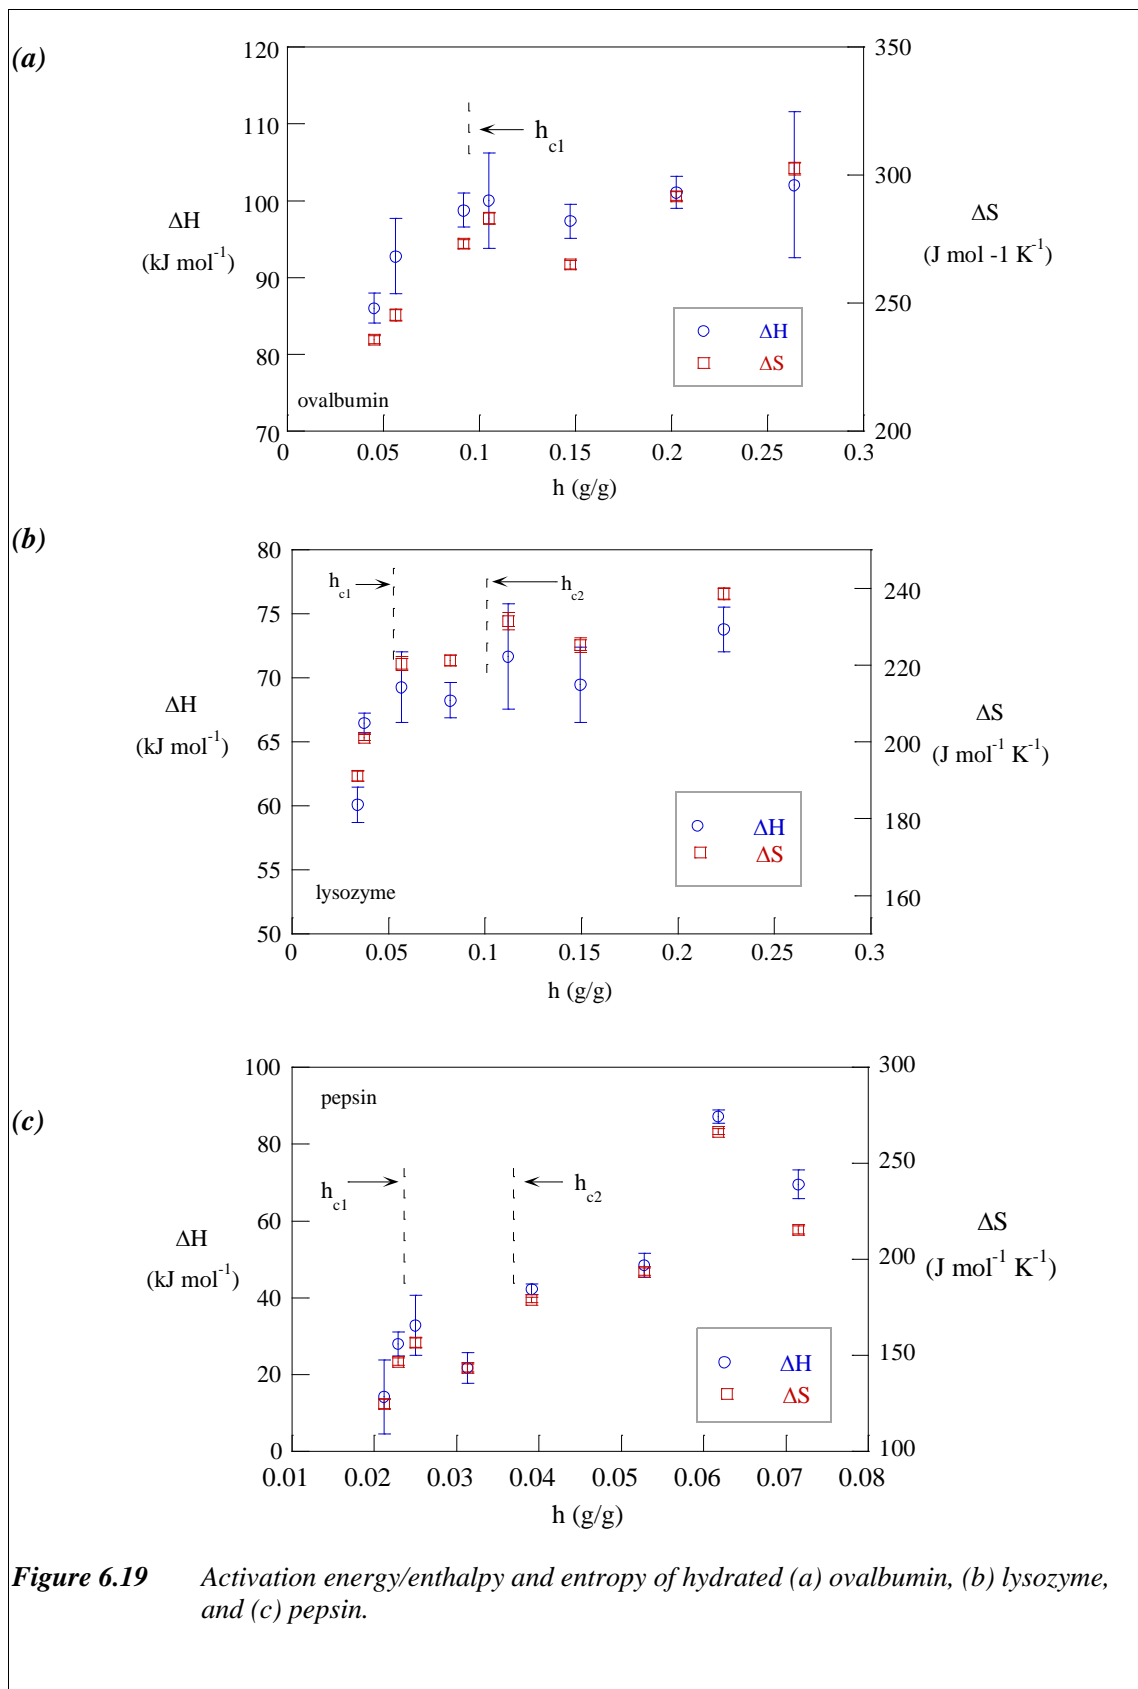 (a)
120
110
100
90
80
70
350
300
250
200
ΔH
(kJ mol⁻¹)
ΔS
(J mol -1 K⁻¹)
h_c1
ΔH
ΔS
ovalbumin
0 0.05 0.1 0.15 0.2 0.25 0.3
h (g/g)
(b)
80
75
70
65
60
55
50
240
220
200
180
160
ΔH
(kJ mol⁻¹)
ΔS
(J mol⁻¹ K⁻¹)
h_c1
h_c2
ΔH
ΔS
lysozyme
0 0.05 0.1 0.15 0.2 0.25 0.3
h (g/g)
(c)
100
80
60
40
20
0
300
250
200
150
100
pepsin
h_c1
h_c2
ΔH
(kJ mol⁻¹)
ΔS
(J mol⁻¹ K⁻¹)
ΔH
ΔS
0.01 0.02 0.03 0.04 0.05 0.06 0.07 0.08
h (g/g)
Figure 6.19 Activation energy/enthalpy and entropy of hydrated (a) ovalbumin, (b) lysozyme,
and (c) pepsin.